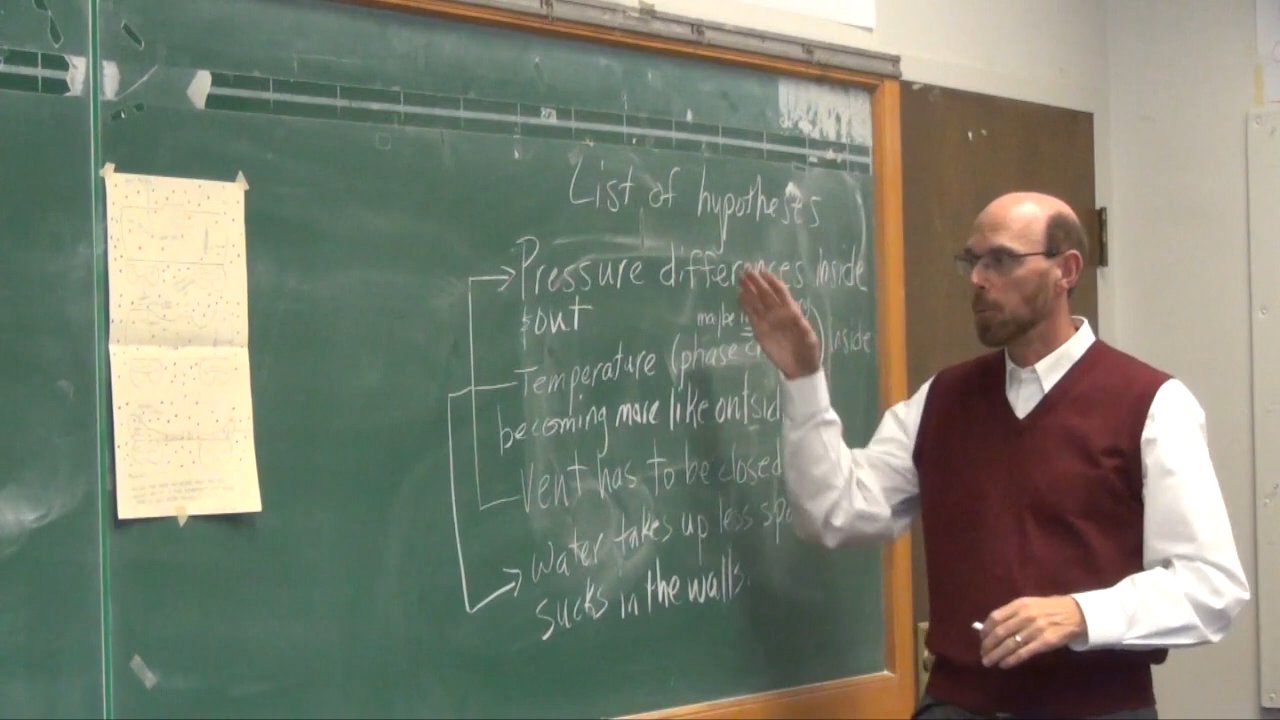 List of hypotheses
Pressure differences inside
&out
maybe
Temperature (phase ) inside
becoming more like outsid
Vent has to be closed
Water takes up less
sucks in the walls.